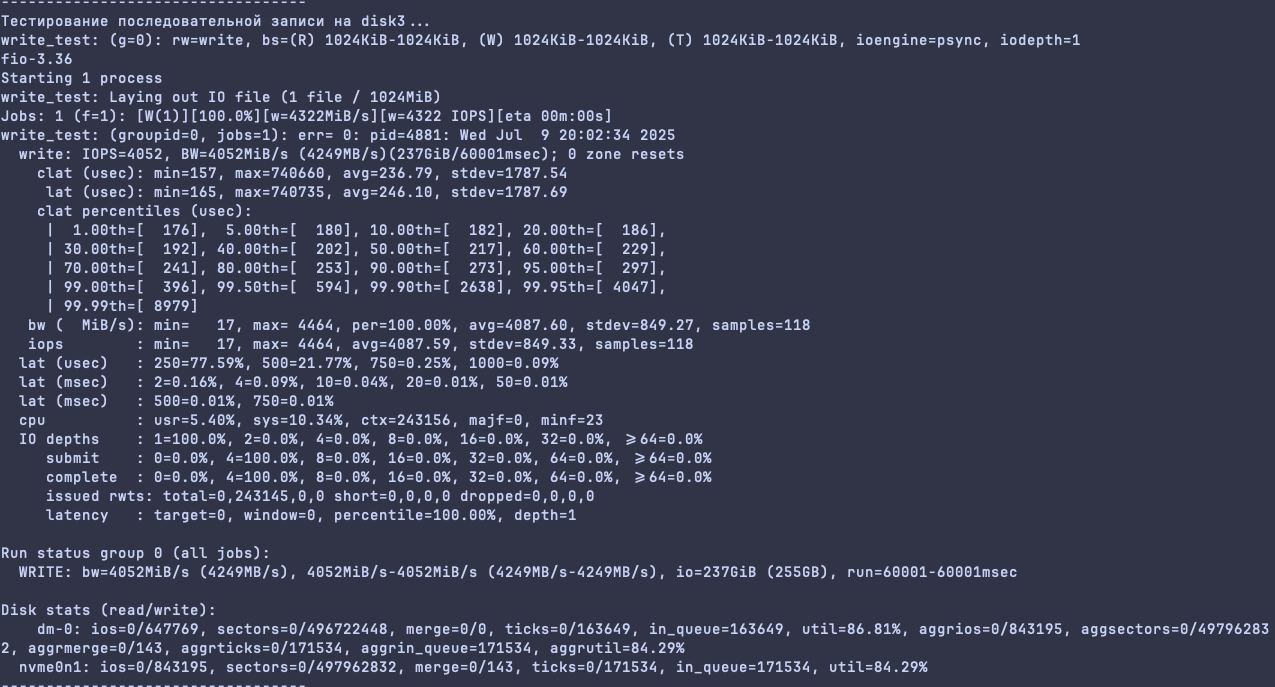 ----------------------------------
Тестирование последовательной записи на disk3...
write_test: (g=0): rw=write, bs=(R) 1024KiB-1024KiB, (W) 1024KiB-1024KiB, (T) 1024KiB-1024KiB, ioengine=psync, iodepth=1
fio-3.36
Starting 1 process
write_test: Laying out IO file (1 file / 1024MiB)
Jobs: 1 (f=1): [W(1)][100.0%][w=4322MiB/s][w=4322 IOPS][eta 00m:00s]
write_test: (groupid=0, jobs=1): err= 0: pid=4881: Wed Jul  9 20:02:34 2025
  write: IOPS=4052, BW=4052MiB/s (4249MB/s)(237GiB/60001msec); 0 zone resets
    clat (usec): min=157, max=740660, avg=236.79, stdev=1787.54
     lat (usec): min=165, max=740735, avg=246.10, stdev=1787.69
    clat percentiles (usec):
     |  1.00th=[  176],  5.00th=[  180], 10.00th=[  182], 20.00th=[  186],
     | 30.00th=[  192], 40.00th=[  202], 50.00th=[  217], 60.00th=[  229],
     | 70.00th=[  241], 80.00th=[  253], 90.00th=[  273], 95.00th=[  297],
     | 99.00th=[  396], 99.50th=[  594], 99.90th=[ 2638], 99.95th=[ 4047],
     | 99.99th=[ 8979]
   bw (  MiB/s): min=   17, max= 4464, per=100.00%, avg=4087.60, stdev=849.27, samples=118
   iops        : min=   17, max= 4464, avg=4087.59, stdev=849.33, samples=118
  lat (usec)   : 250=77.59%, 500=21.77%, 750=0.25%, 1000=0.09%
  lat (msec)   : 2=0.16%, 4=0.09%, 10=0.04%, 20=0.01%, 50=0.01%
  lat (msec)   : 500=0.01%, 750=0.01%
  cpu          : usr=5.40%, sys=10.34%, ctx=243156, majf=0, minf=23
  IO depths    : 1=100.0%, 2=0.0%, 4=0.0%, 8=0.0%, 16=0.0%, 32=0.0%, >=64=0.0%
     submit    : 0=0.0%, 4=100.0%, 8=0.0%, 16=0.0%, 32=0.0%, 64=0.0%, >=64=0.0%
     complete  : 0=0.0%, 4=100.0%, 8=0.0%, 16=0.0%, 32=0.0%, 64=0.0%, >=64=0.0%
     issued rwts: total=0,243145,0,0 short=0,0,0,0 dropped=0,0,0,0
     latency   : target=0, window=0, percentile=100.00%, depth=1

Run status group 0 (all jobs):
  WRITE: bw=4052MiB/s (4249MB/s), 4052MiB/s-4052MiB/s (4249MB/s-4249MB/s), io=237GiB (255GB), run=60001-60001msec

Disk stats (read/write):
    dm-0: ios=0/647769, sectors=0/496722448, merge=0/0, ticks=0/163649, in_queue=163649, util=86.81%, aggrios=0/843195, aggsectors=0/49796283
2, aggrmerge=0/143, aggrticks=0/171534, aggrin_queue=171534, aggrutil=84.29%
  nvme0n1: ios=0/843195, sectors=0/497962832, merge=0/143, ticks=0/171534, in_queue=171534, util=84.29%
----------------------------------